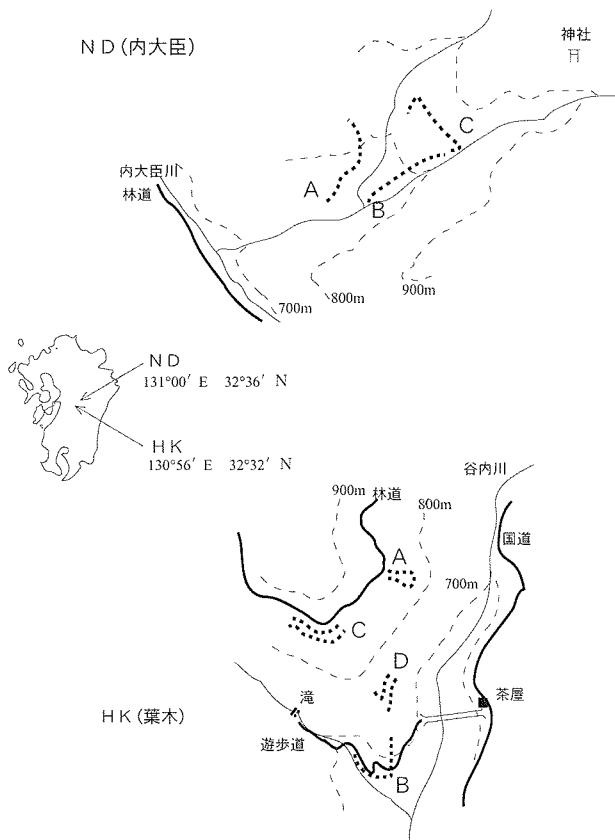 ND(内大臣)
神社
C
A
B
内大臣川
林道
700m
800m
900m
ND
131°00′ E 32°36′ N
HK
130°56′ E 32°32′ N
谷内川
900m
林道
800m
国道
A
700m
C
D
滝
茶屋
HK(葉木)
遊歩道
B